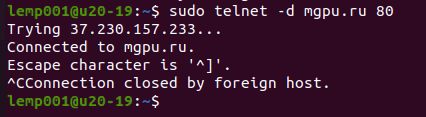 lemp001@u20-19:~$ sudo telnet -d mgpu.ru 80
Trying 37.230.157.233...
Connected to mgpu.ru.
Escape character is '^]'.
^CConnection closed by foreign host.
lemp001@u20-19:~$